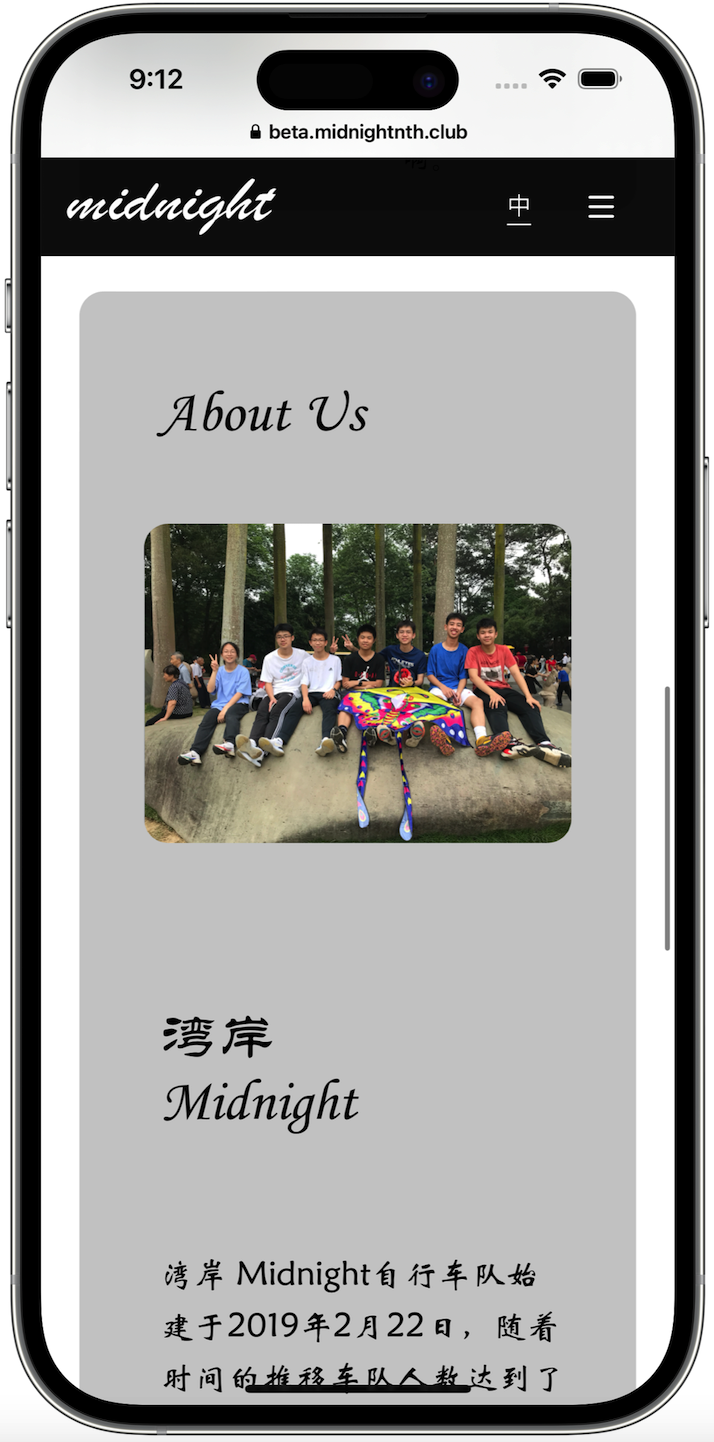 9:12
beta.midnightnth.club
midnight
中
About Us
湾岸
Midnight
湾岸 Midnight自行车队始
建于2019年2月22日，随着
时间的推移车队人数达到了